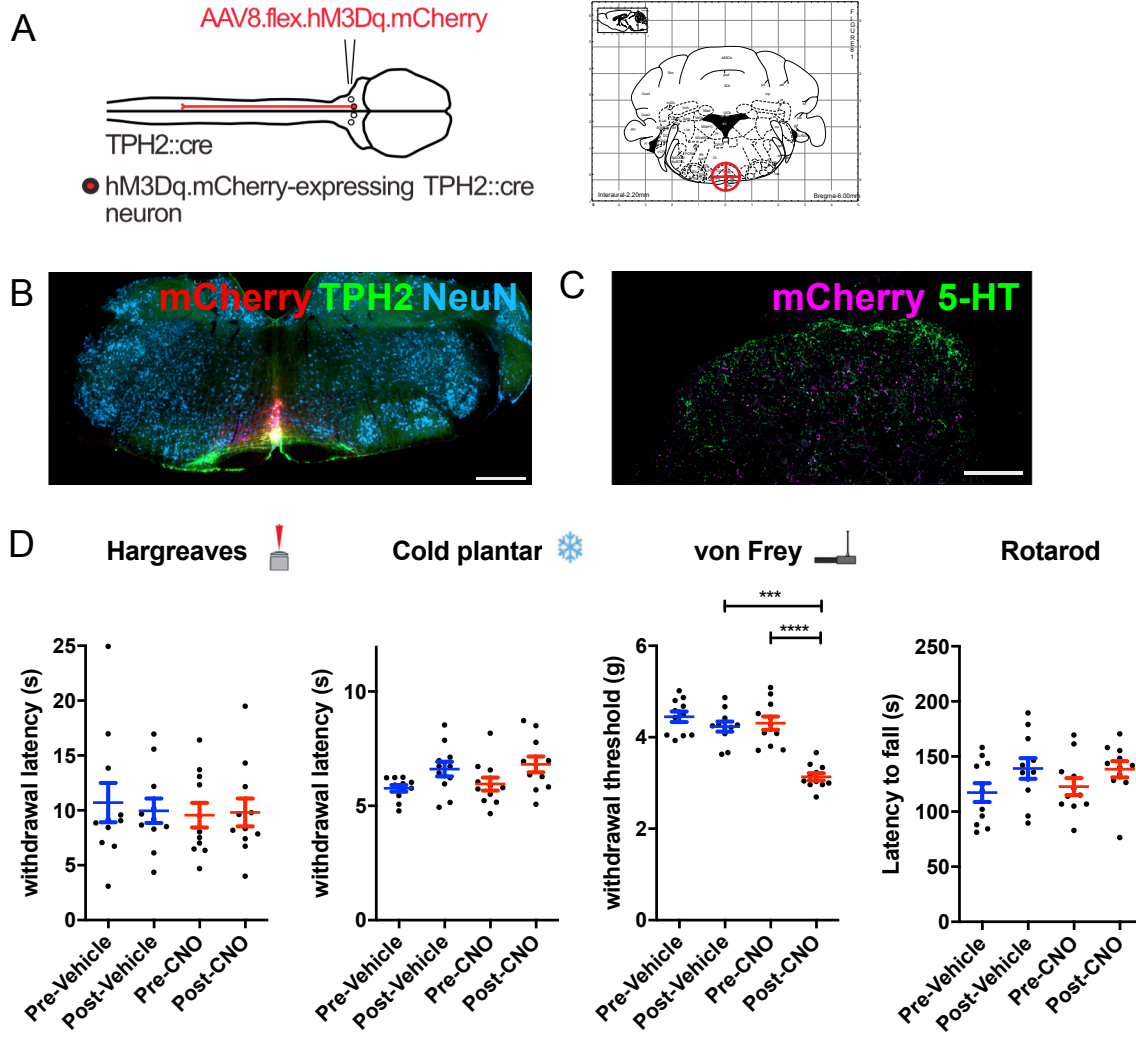 A
AAV8.flex.hM3Dq.mCherry
TPH2::cre
hM3Dq.mCherry-expressing TPH2::cre
neuron
FIGURE 81
Interaural-2.20mm
Bregma-6.00mm
B
mCherry TPH2 NeuN
C
mCherry 5-HT
D
Hargreaves
Cold plantar
von Frey
Rotarod
withdrawal latency (s)
25
20
15
10
5
0
Pre-Vehicle
Post-Vehicle
Pre-CNO
Post-CNO
withdrawal latency (s)
10
5
0
Pre-Vehicle
Post-Vehicle
Pre-CNO
Post-CNO
***
****
withdrawal threshold (g)
6
4
2
0
Pre-Vehicle
Post-Vehicle
Pre-CNO
Post-CNO
Latency to fall (s)
250
200
150
100
50
0
Pre-Vehicle
Post-Vehicle
Pre-CNO
Post-CNO